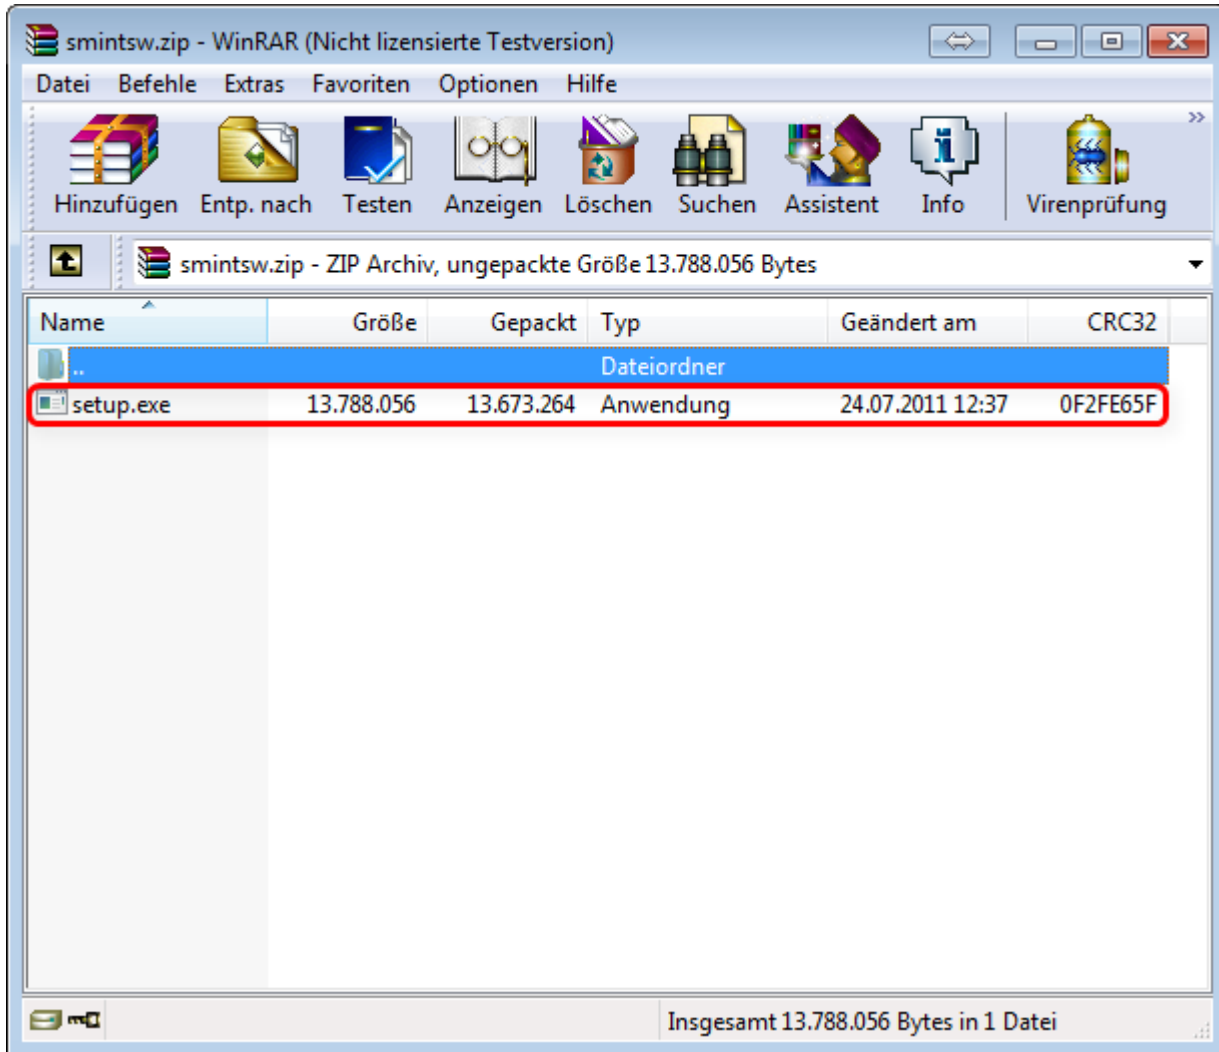 smintsw.zip - WinRAR (Nicht lizensierte Testversion)
Datei Befehle Extras Favoriten Optionen Hilfe
Hinzufügen Entp. nach Testen Anzeigen Löschen Suchen Assistent Info Virenprüfung
smintsw.zip - ZIP Archiv, ungepackte Größe 13.788.056 Bytes
Name Größe Gepackt Typ Geändert am CRC32
.. Dateiordner
setup.exe 13.788.056 13.673.264 Anwendung 24.07.2011 12:37 0F2FE65F
Insgesamt 13.788.056 Bytes in 1 Datei